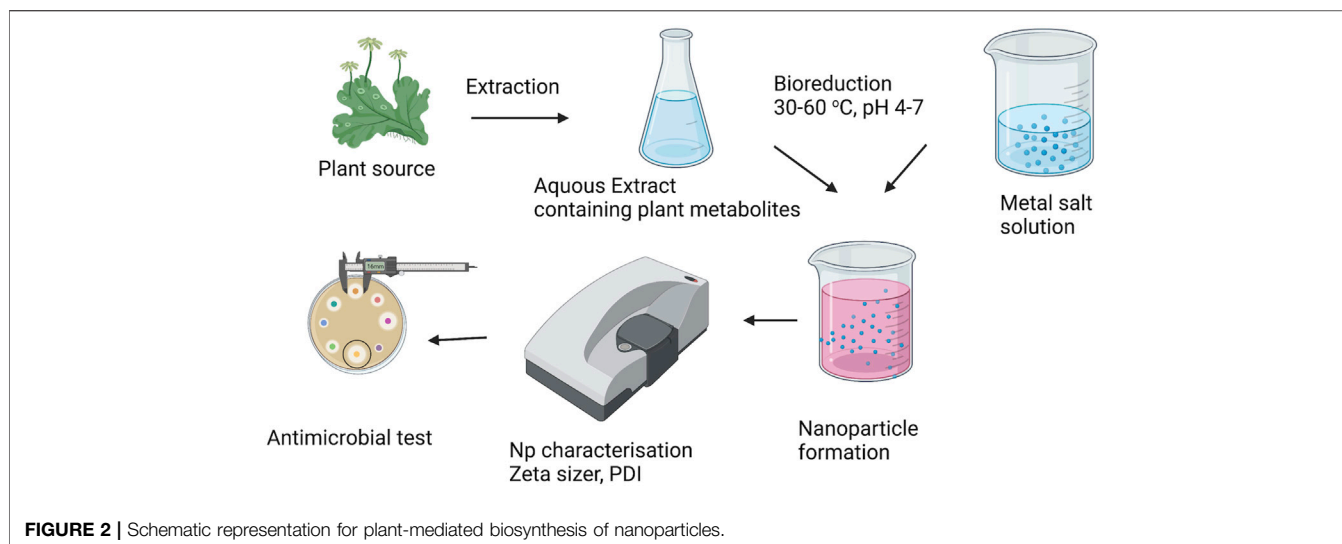 Extraction
Plant source
Aquous Extract
containing plant metabolites
Bioreduction
30-60 °C, pH 4-7
Metal salt
solution
Nanoparticle
formation
Np characterisation
Zeta sizer, PDI
16mm
Antimicrobial test
FIGURE 2 | Schematic representation for plant-mediated biosynthesis of nanoparticles.